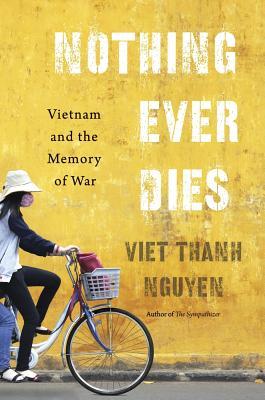 NOTHING
EVER
DIES
Vietnam
and the
Memory
of War
VIET THANH
NGUYEN
Author of The Sympathizer